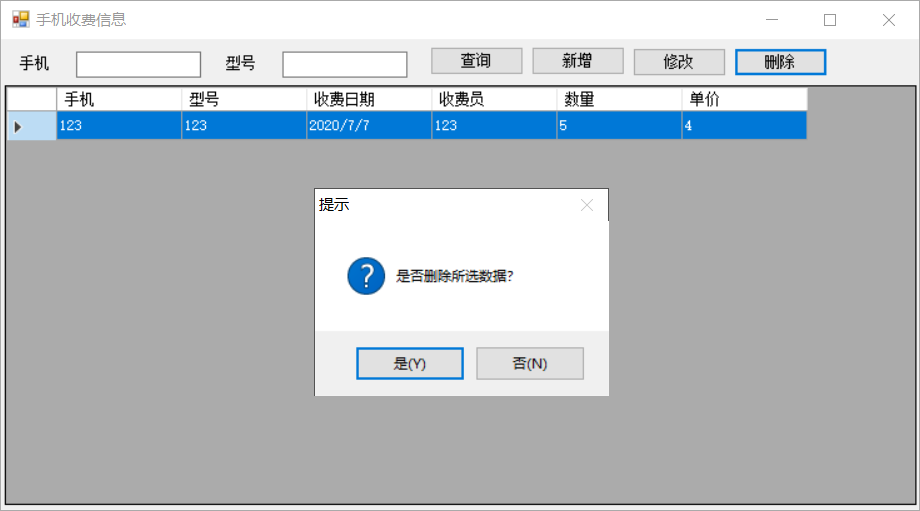 手机收费信息
手机 型号 查询 新增 修改 删除
手机 型号 收费日期 收费员 数量 单价
123 123 2020/7/7 123 5 4
提示
是否删除所选数据?
是(Y) 否(N)